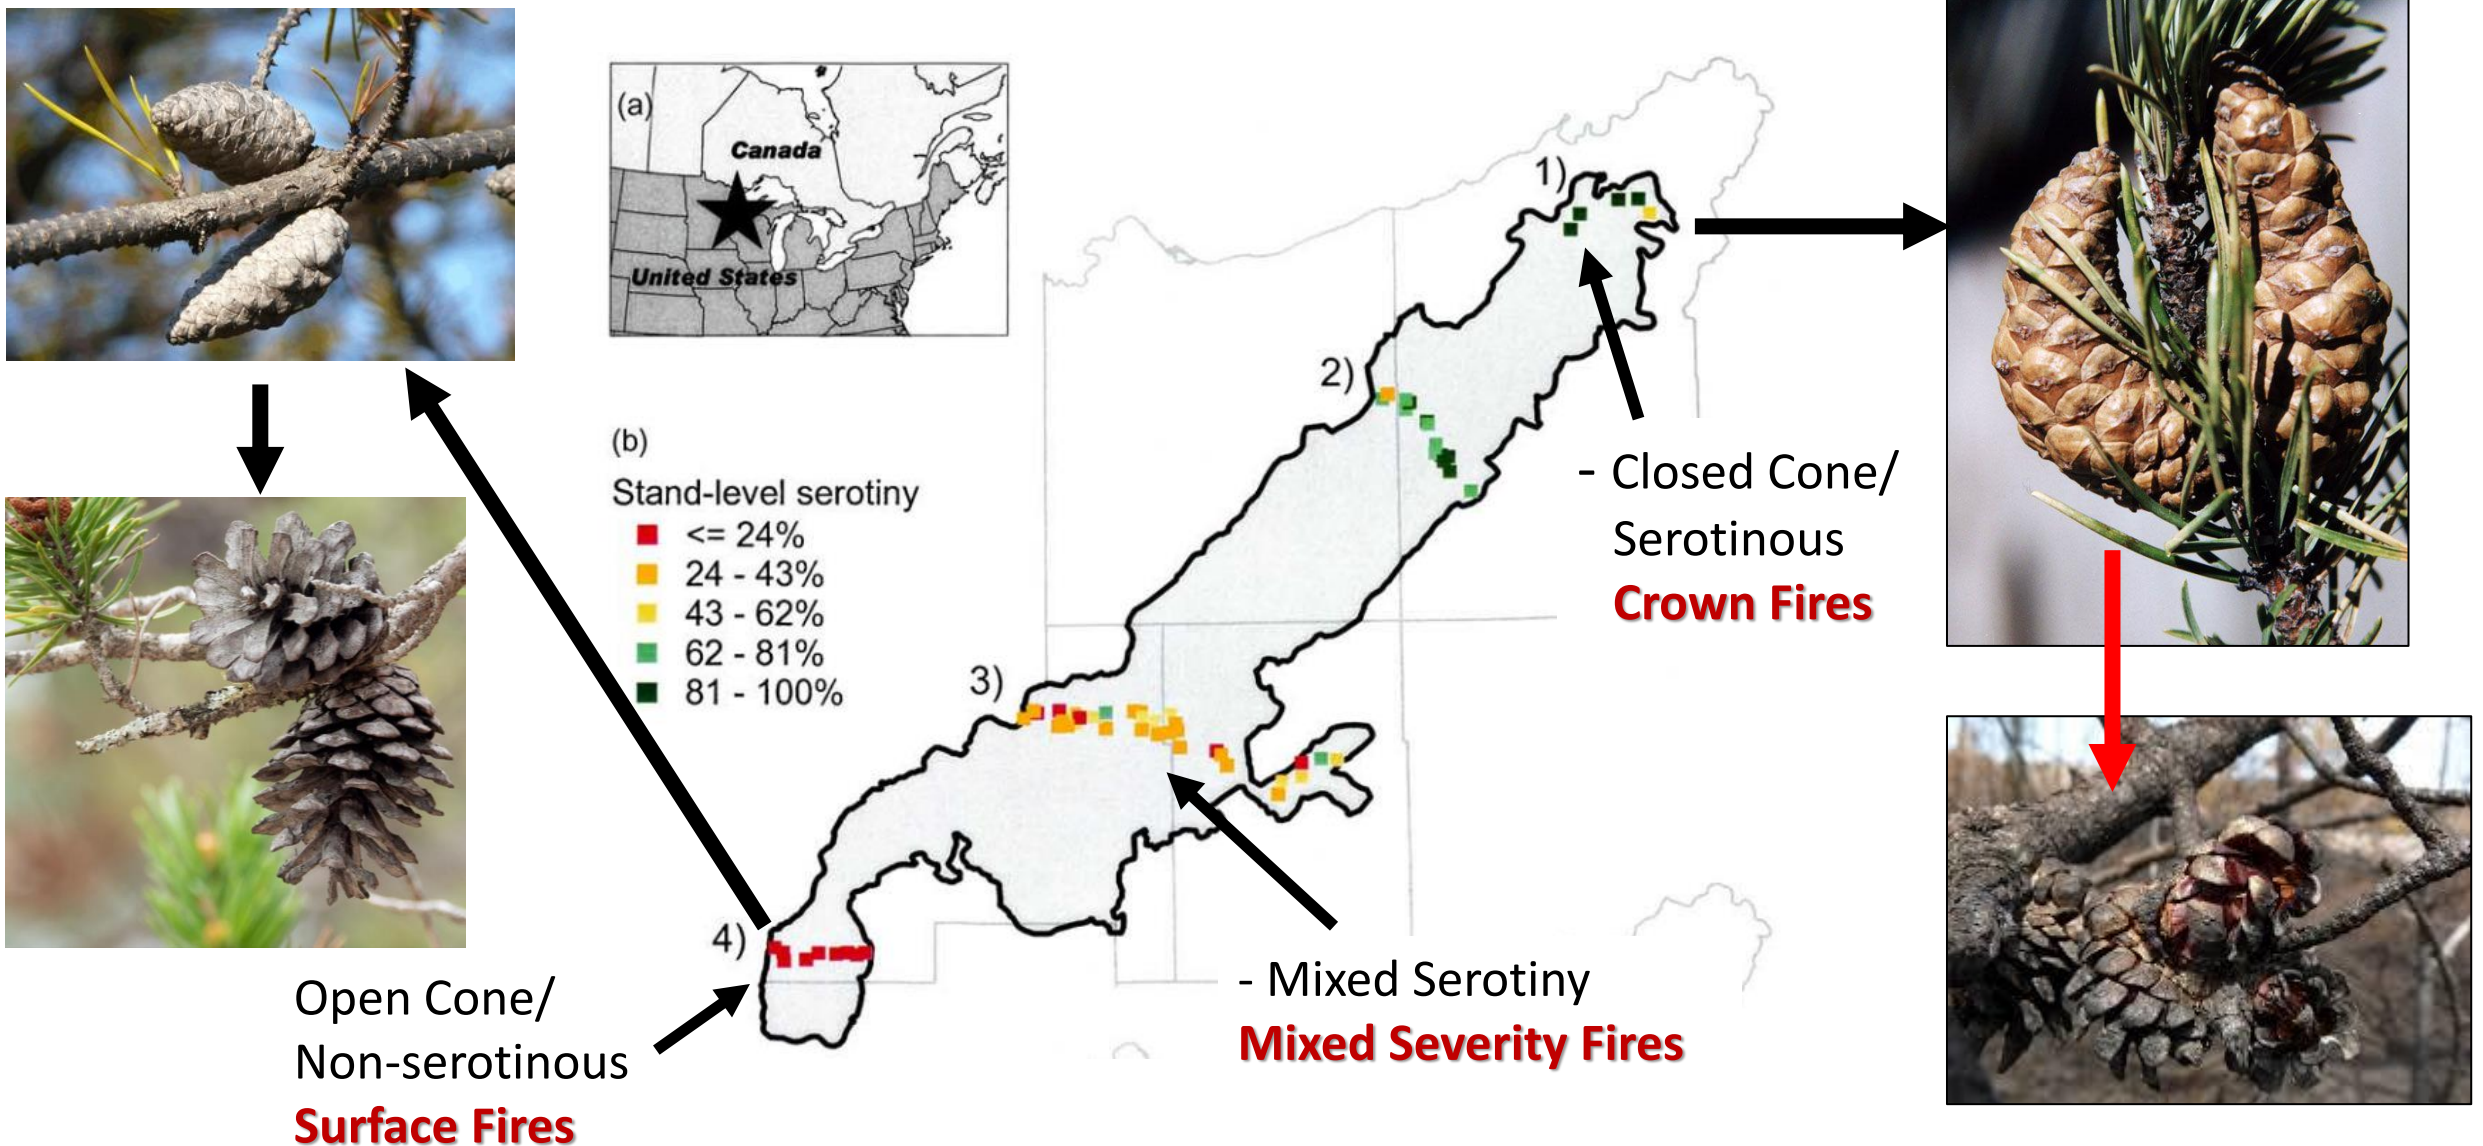 (a)
Canada
United States
(b)
Stand-level serotiny
<= 24%
24 - 43%
43 - 62%
62 - 81%
81 - 100%
1)
2)
3)
4)
- Closed Cone/
Serotinous
Crown Fires
- Mixed Serotiny
Mixed Severity Fires
Open Cone/
Non-serotinous
Surface Fires